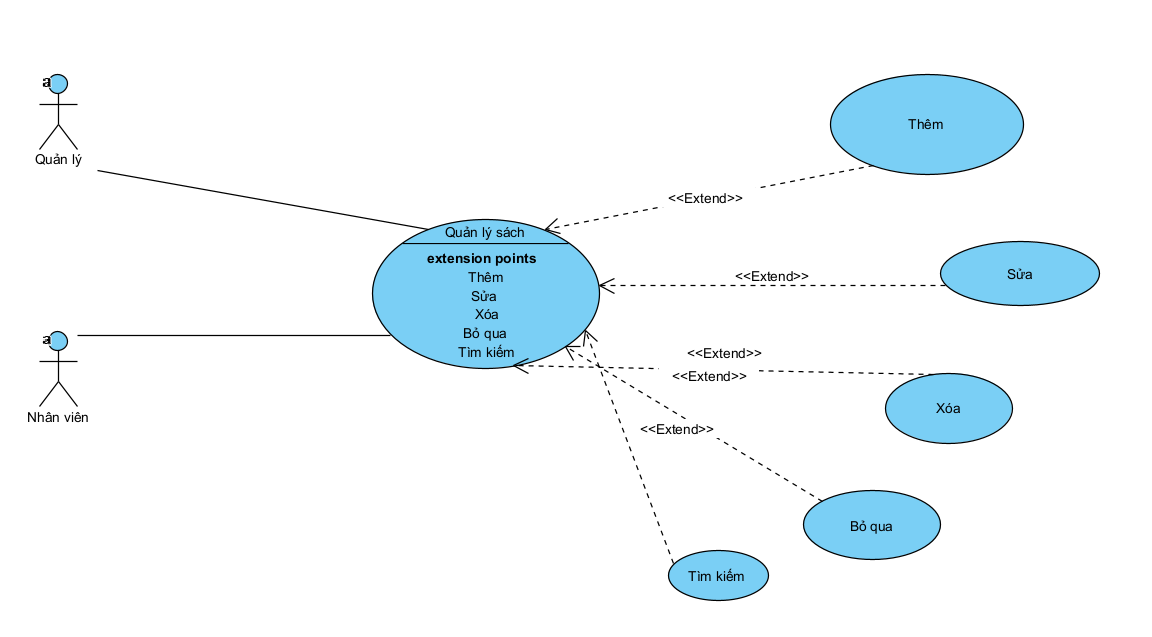 a
Quản lý
Thêm
<<Extend>>
Quản lý sách
extension points
Thêm
Sửa
Xóa
Bỏ qua
Tìm kiếm
<<Extend>>
Sửa
a
Nhân viên
<<Extend>>
<<Extend>>
Xóa
<<Extend>>
Bỏ qua
Tìm kiếm